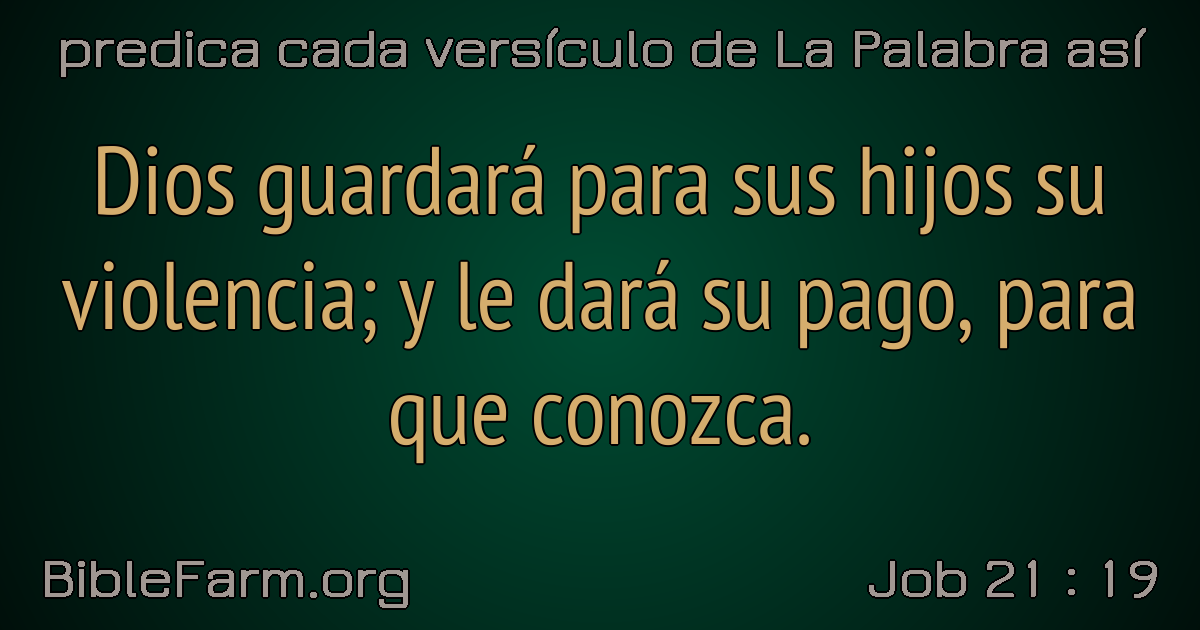 predica cada versículo de La Palabra así
Dios guardará para sus hijos su
violencia; y le dará su pago, para
que conozca.
BibleFarm.org
Job 21 : 19